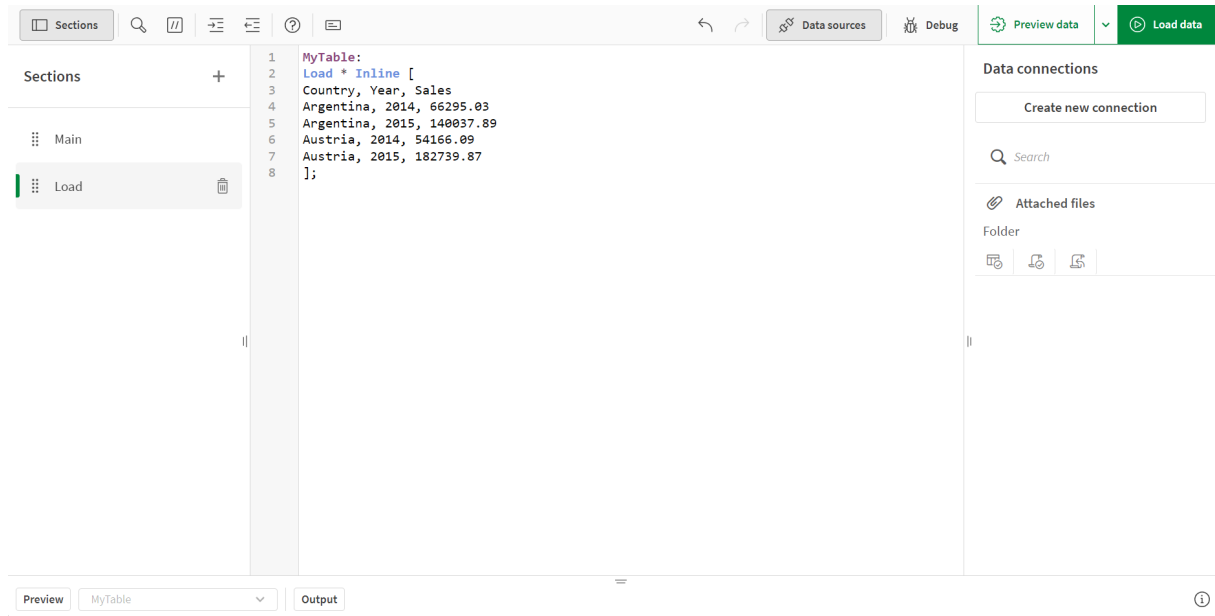 Sections
Data sources
Debug
Preview data
Load data
Sections
Main
Load
1 MyTable:
2 Load * Inline [
3 Country, Year, Sales
4 Argentina, 2014, 66295.03
5 Argentina, 2015, 140037.89
6 Austria, 2014, 54166.09
7 Austria, 2015, 182739.87
8 ];
Data connections
Create new connection
Search
Attached files
Folder
Preview
MyTable
Output